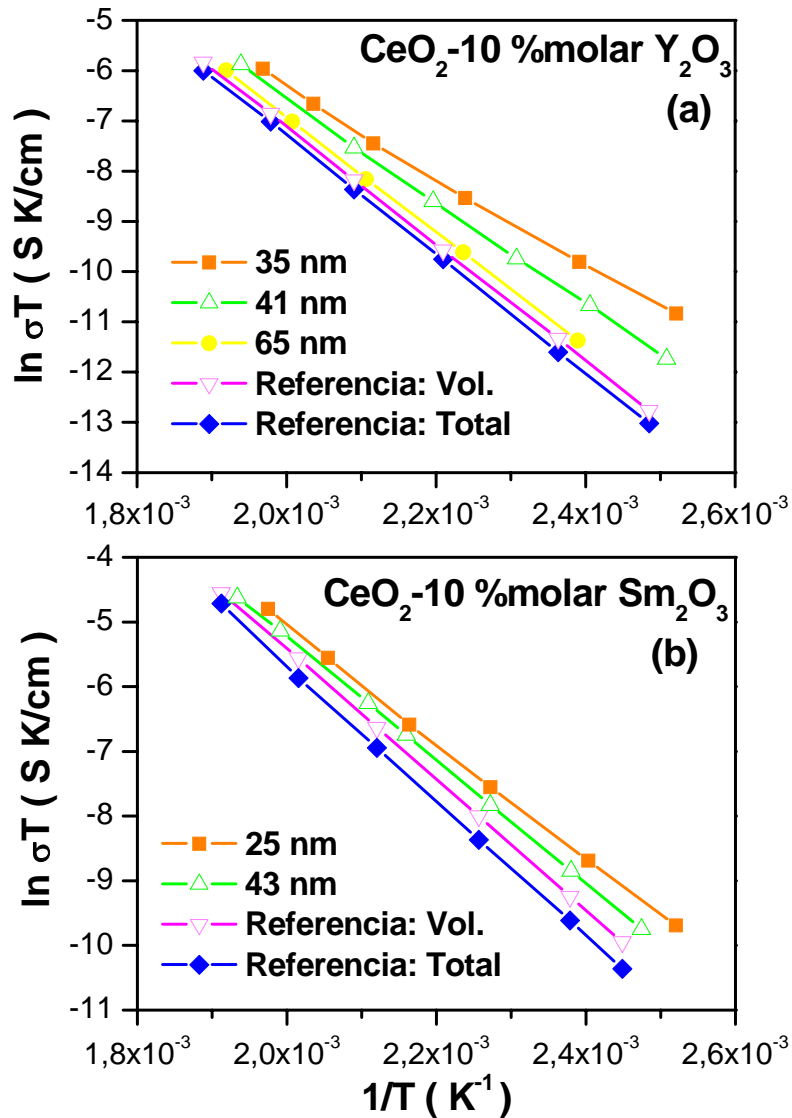 CeO₂-10 %molar Y₂O₃
(a)
ln σT ( S K/cm)
-5
-6
-7
-8
-9
-10
-11
-12
-13
-14
35 nm
41 nm
65 nm
Referencia: Vol.
Referencia: Total
1,8x10⁻³
2,0x10⁻³
2,2x10⁻³
2,4x10⁻³
2,6x10⁻³
CeO₂-10 %molar Sm₂O₃
(b)
ln σT ( S K/cm)
-4
-5
-6
-7
-8
-9
-10
-11
25 nm
43 nm
Referencia: Vol.
Referencia: Total
1,8x10⁻³
2,0x10⁻³
2,2x10⁻³
2,4x10⁻³
2,6x10⁻³
1/T ( K⁻¹)